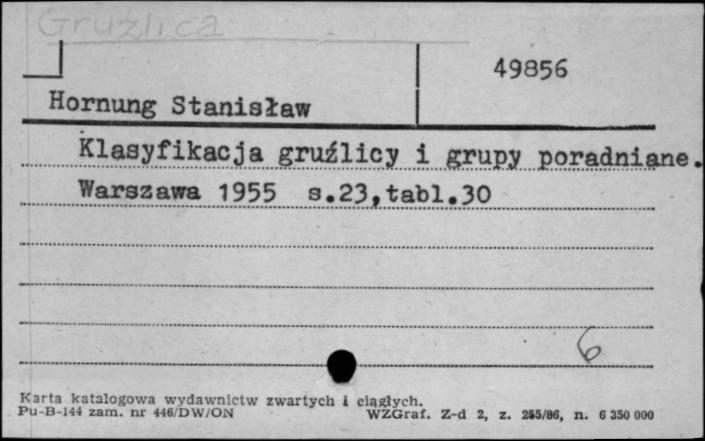 Gruźlica
49856
Hornung Stanisław
Klasyfikacja gruźlicy i grupy poradniane.
Warszawa 1955 s.23,tabl.30
6
Karta katalogowa wydawnictw zwartych i ciągłych.
Pu-B-144 zam. nr 446/DW/ON WZGraf. Z-d 2, z. 255/86, n. 6 350 000